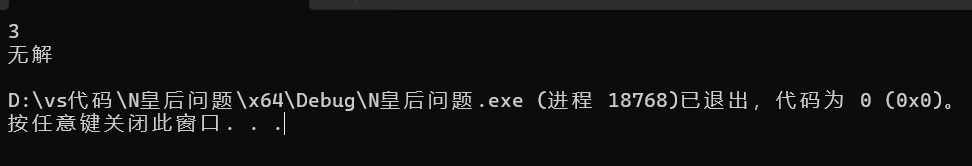 3
无解
D:\vs代码\N皇后问题\x64\Debug\N皇后问题.exe (进程 18768)已退出，代码为 0 (0x0)。
按任意键关闭此窗口. . .